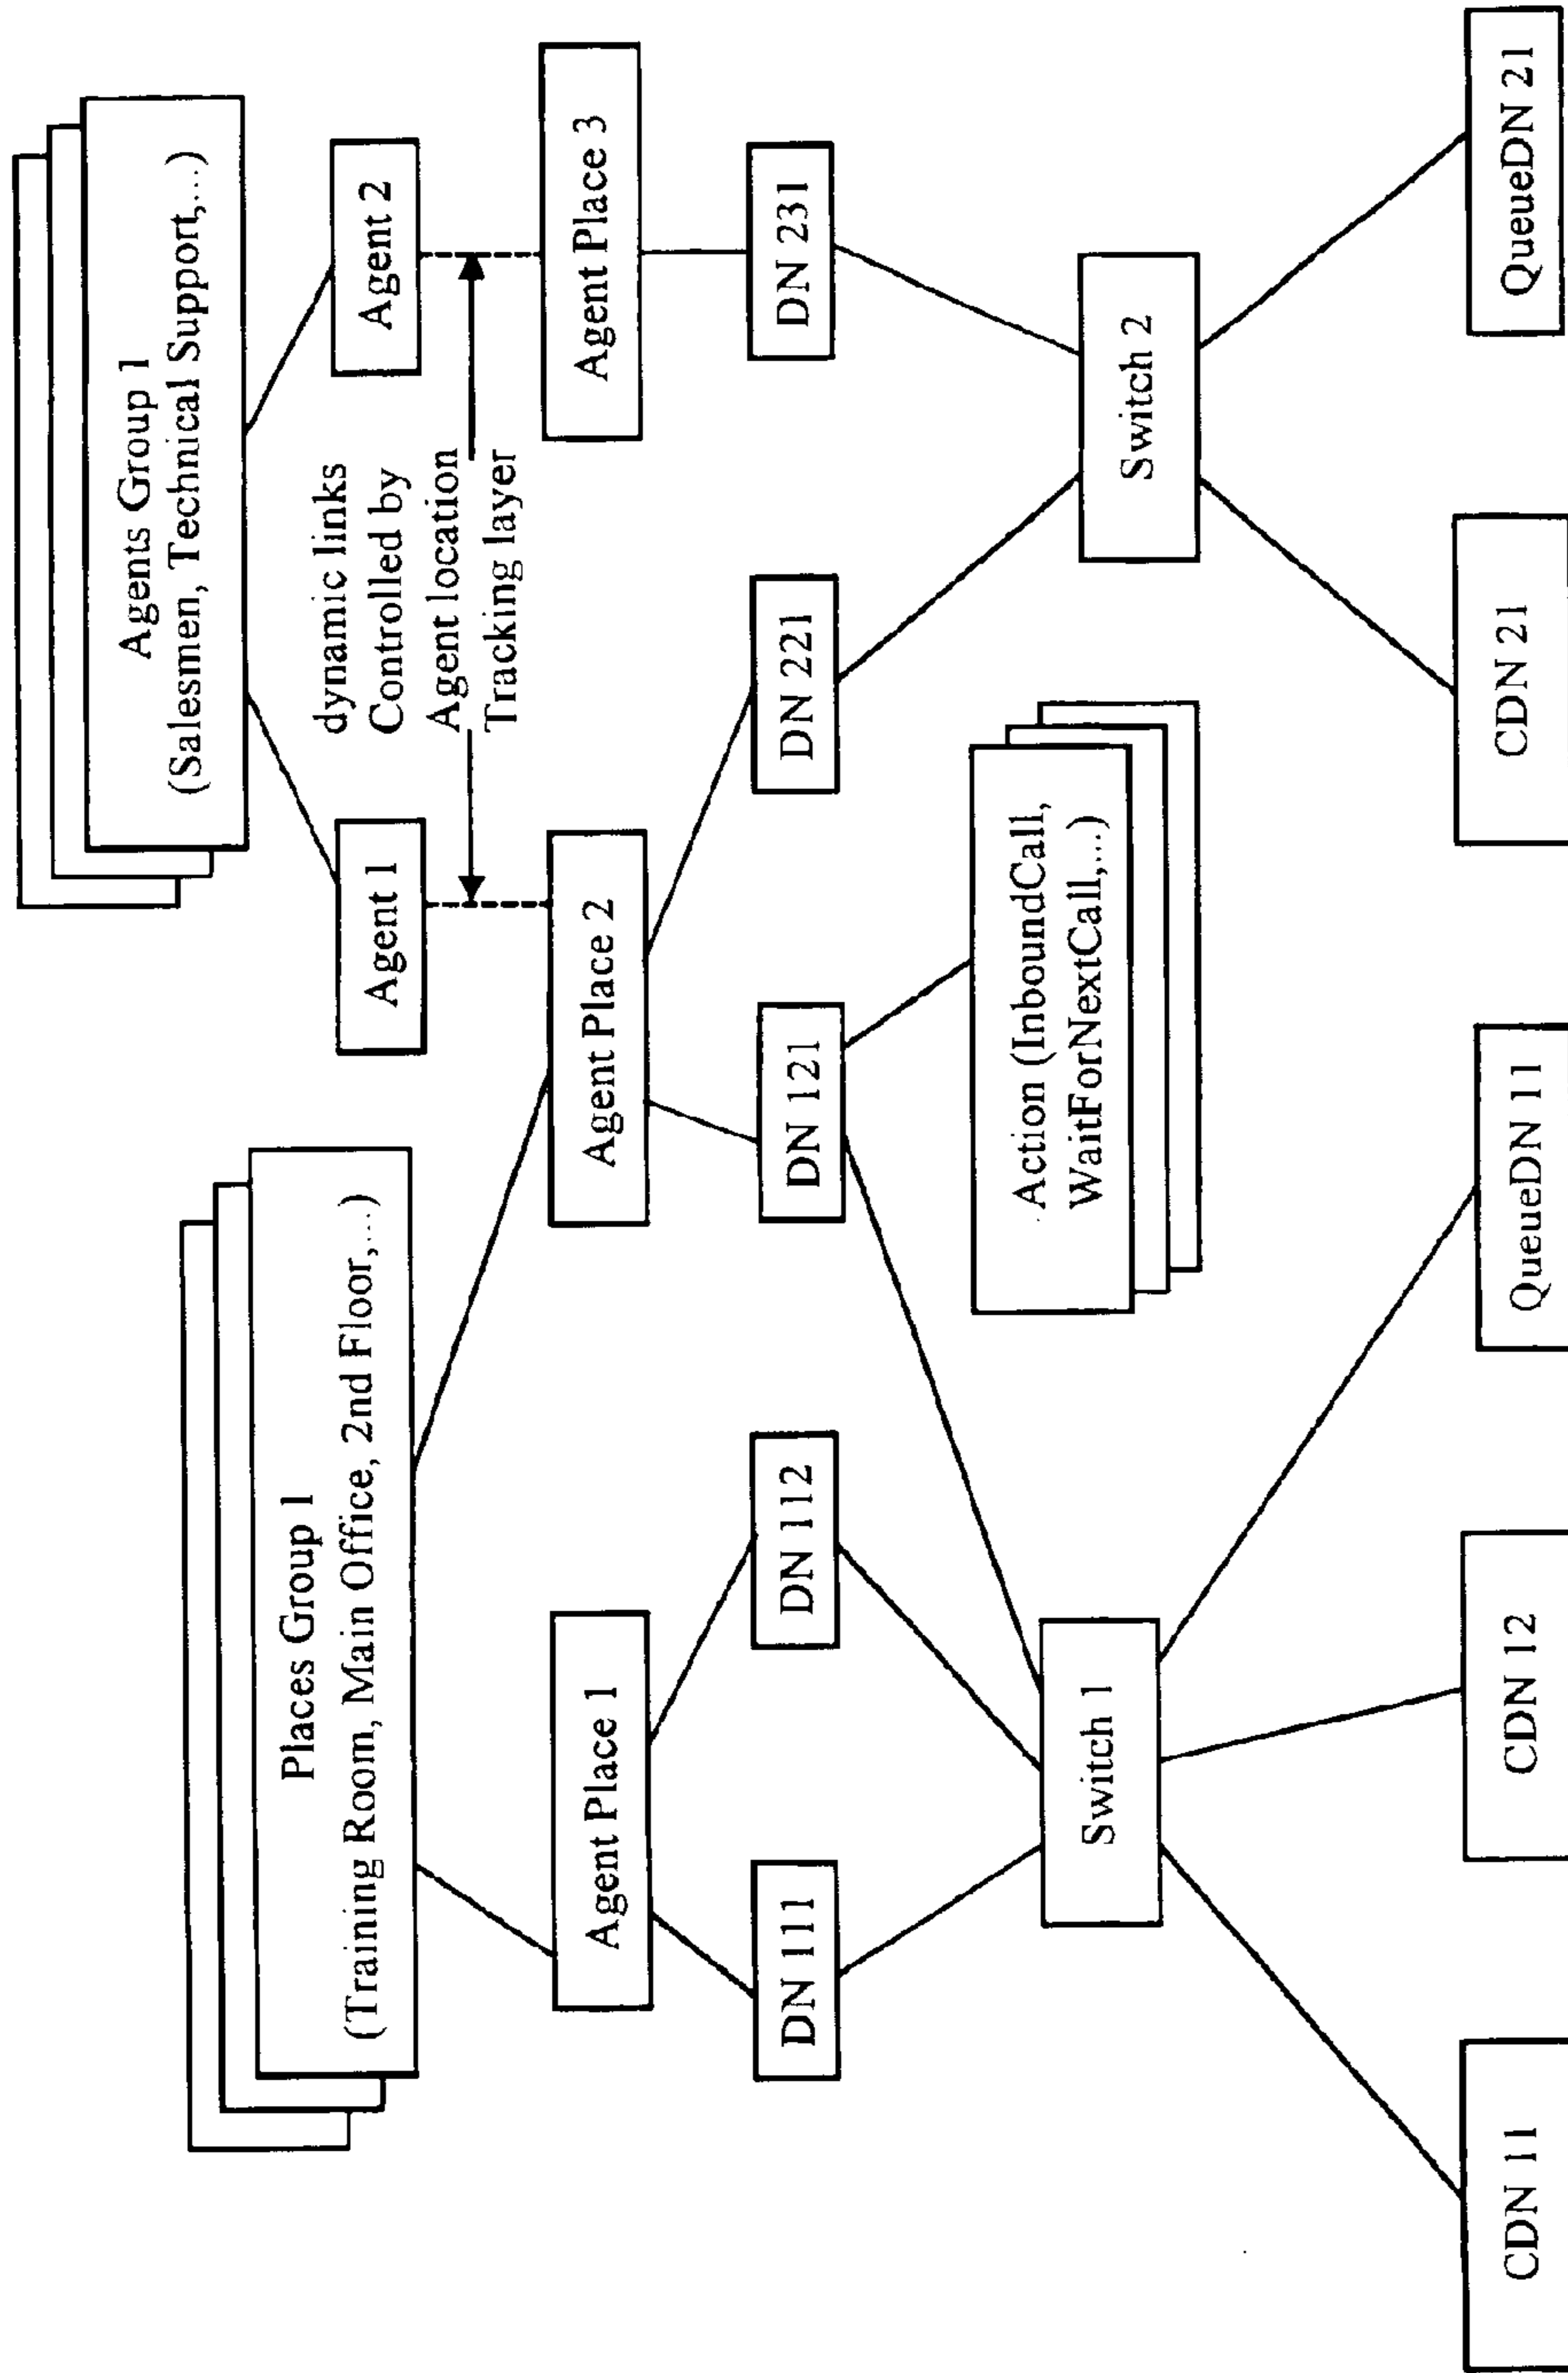 Agents Group 1
(Salesmen, Technical Support,...)
Places Group 1
(Training Room, Main Office, 2nd Floor,...)
Agent 1
Agent 2
dynamic links
Controlled by
Agent location
Tracking layer
Agent Place 1
Agent Place 2
Agent Place 3
DN 111
DN 112
DN 121
DN 221
DN 231
Action (InboundCall,
WaitForNextCall,...)
Switch 1
Switch 2
CDN 11
CDN 12
QueueDN 11
CDN 21
QueueDN 21